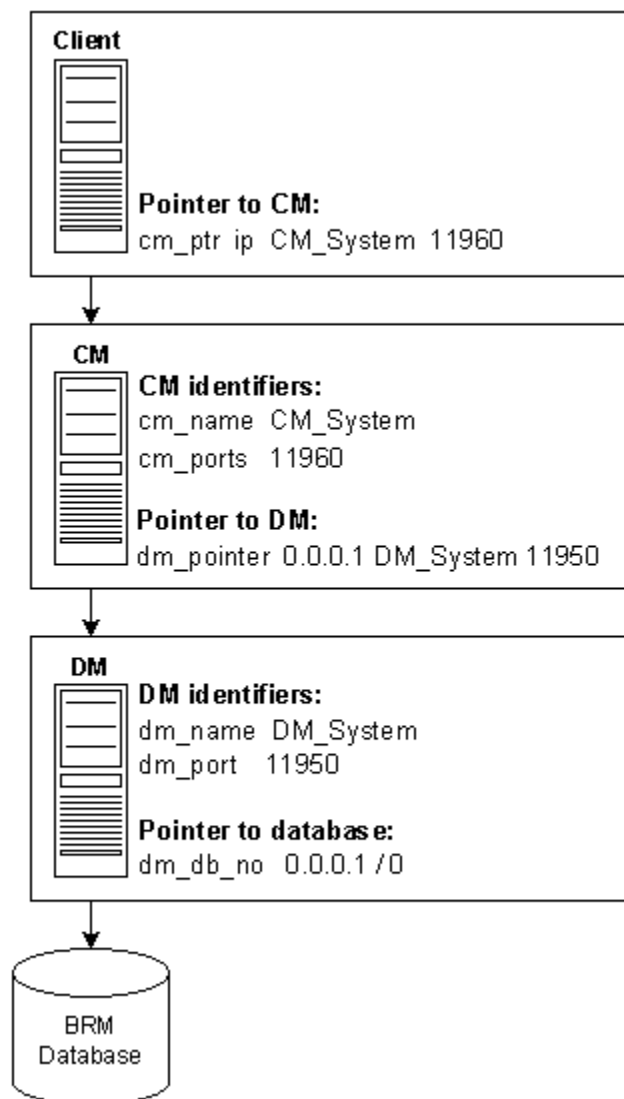 Client
Pointer to CM:
cm_ptr ip CM_System 11960
CM
CM identifiers:
cm_name CM_System
cm_ports 11960
Pointer to DM:
dm_pointer 0.0.0.1 DM_System 11950
DM
DM identifiers:
dm_name DM_System
dm_port 11950
Pointer to database:
dm_db_no 0.0.0.1 / 0
BRM
Database